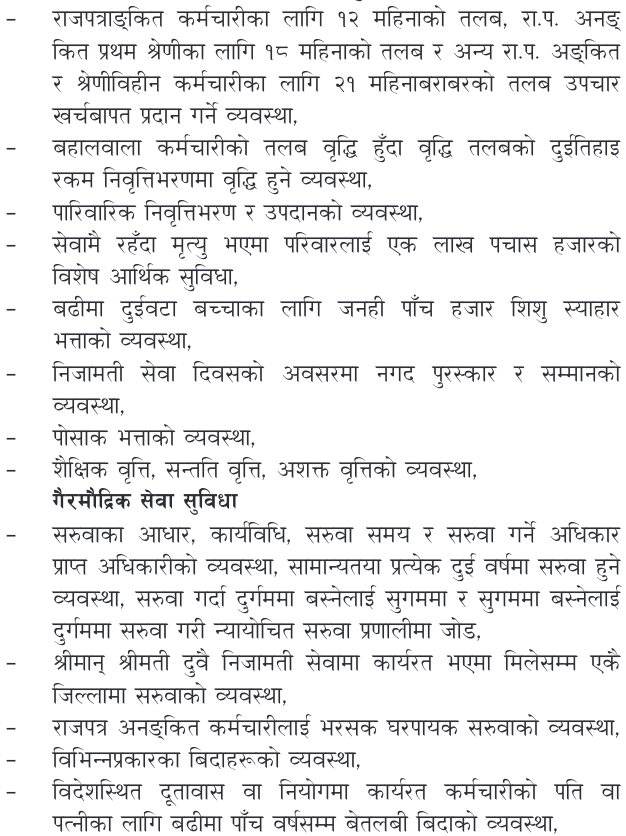 – राजपत्राङ्कित कर्मचारीका लागि १२ महिनाको तलब, रा.प. अनङ्
कित प्रथम श्रेणीका लागि १८ महिनाको तलब र अन्य रा.प. अङ्कित
र श्रेणीविहीन कर्मचारीका लागि २१ महिनाबराबरको तलब उपचार
खर्चबापत प्रदान गर्ने व्यवस्था,
– बहालवाला कर्मचारीको तलब वृद्धि हुँदा वृद्धि तलबको दुईतिहाइ
रकम निवृत्तिभरणमा वृद्धि हुने व्यवस्था,
– पारिवारिक निवृत्तिभरण र उपदानको व्यवस्था,
– सेवामै रहँदा मृत्यु भएमा परिवारलाई एक लाख पचास हजारको
विशेष आर्थिक सुविधा,
– बढीमा दुईवटा बच्चाका लागि जनही पाँच हजार शिशु स्याहार
भत्ताको व्यवस्था,
– निजामती सेवा दिवसको अवसरमा नगद पुरस्कार र सम्मानको
व्यवस्था,
– पोसाक भत्ताको व्यवस्था,
– शैक्षिक वृत्ति, सन्तति वृत्ति, अशक्त वृत्तिको व्यवस्था,
गैरमौद्रिक सेवा सुविधा
– सरुवाका आधार, कार्यविधि, सरुवा समय र सरुवा गर्ने अधिकार
प्राप्त अधिकारीको व्यवस्था, सामान्यतया प्रत्येक दुई वर्षमा सरुवा हुने
व्यवस्था, सरुवा गर्दा दुर्गममा बस्नेलाई सुगममा र सुगममा बस्नेलाई
दुर्गममा सरुवा गरी न्यायोचित सरुवा प्रणालीमा जोड,
– श्रीमान् श्रीमती दुवै निजामती सेवामा कार्यरत भएमा मिलेसम्म एकै
जिल्लामा सरुवाको व्यवस्था,
– राजपत्र अनङ्कित कर्मचारीलाई भरसक घरपायक सरुवाको व्यवस्था,
– विभिन्नप्रकारका बिदाहरूको व्यवस्था,
– विदेशस्थित दूतावास वा नियोगमा कार्यरत कर्मचारीको पति वा
पत्नीका लागि बढीमा पाँच वर्षसम्म बेतलबी बिदाको व्यवस्था,